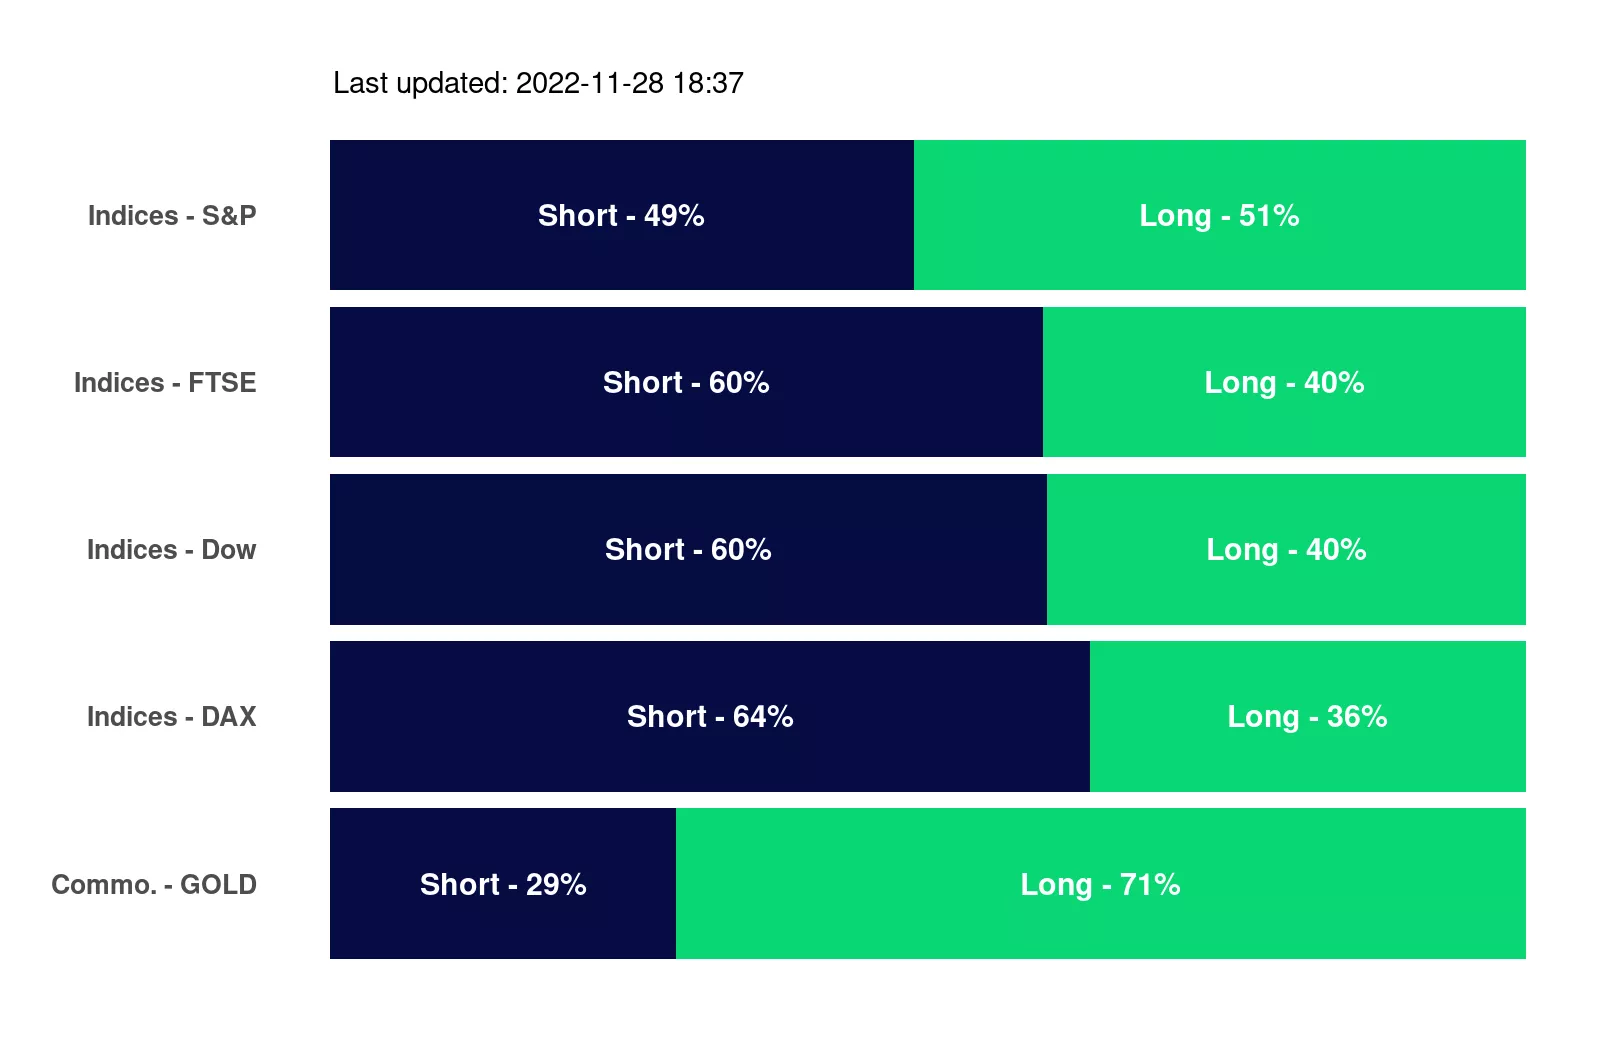 Last updated: 2022-11-28 18:37
Indices - S&P Short - 49% Long - 51%
Indices - FTSE Short - 60% Long - 40%
Indices - Dow Short - 60% Long - 40%
Indices - DAX Short - 64% Long - 36%
Commo. - GOLD Short - 29% Long - 71%